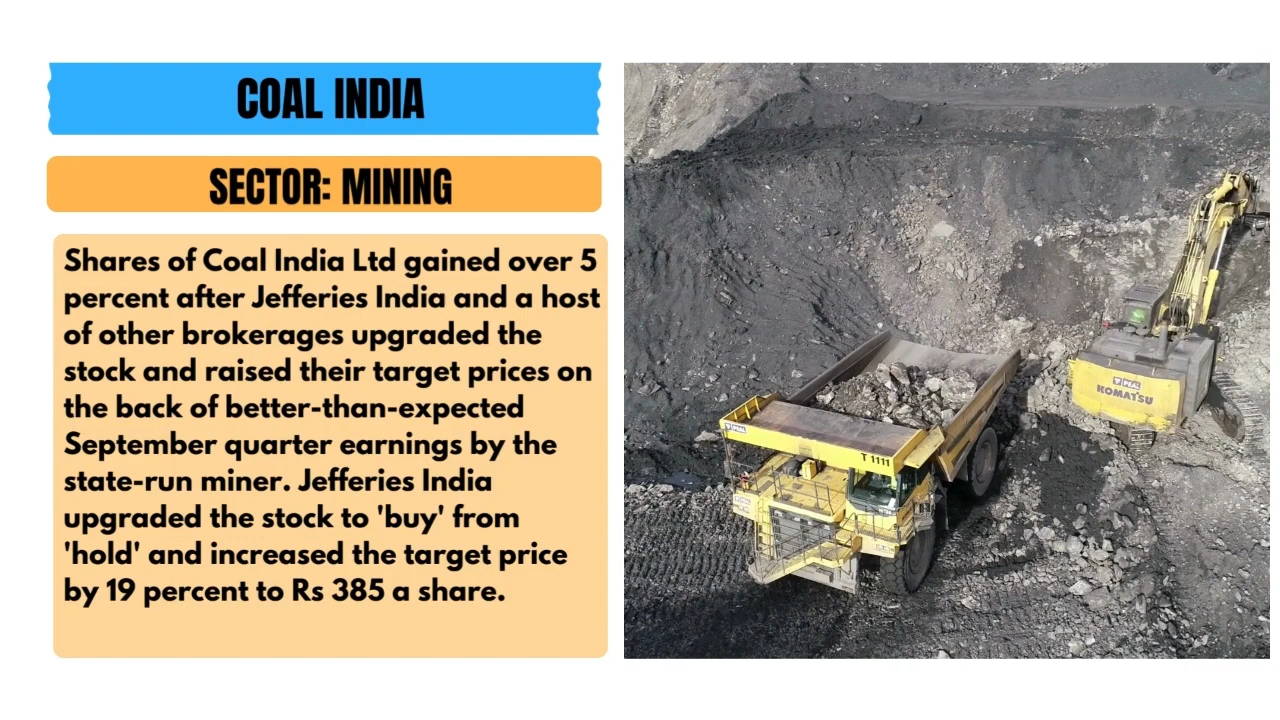 COAL INDIA
SECTOR: MINING
Shares of Coal India Ltd gained over 5
percent after Jefferies India and a host
of other brokerages upgraded the
stock and raised their target prices on
the back of better-than-expected
September quarter earnings by the
state-run miner. Jefferies India
upgraded the stock to 'buy' from
'hold' and increased the target price
by 19 percent to Rs 385 a share.
PEAL
KOMATSU
T 1111
PEAL